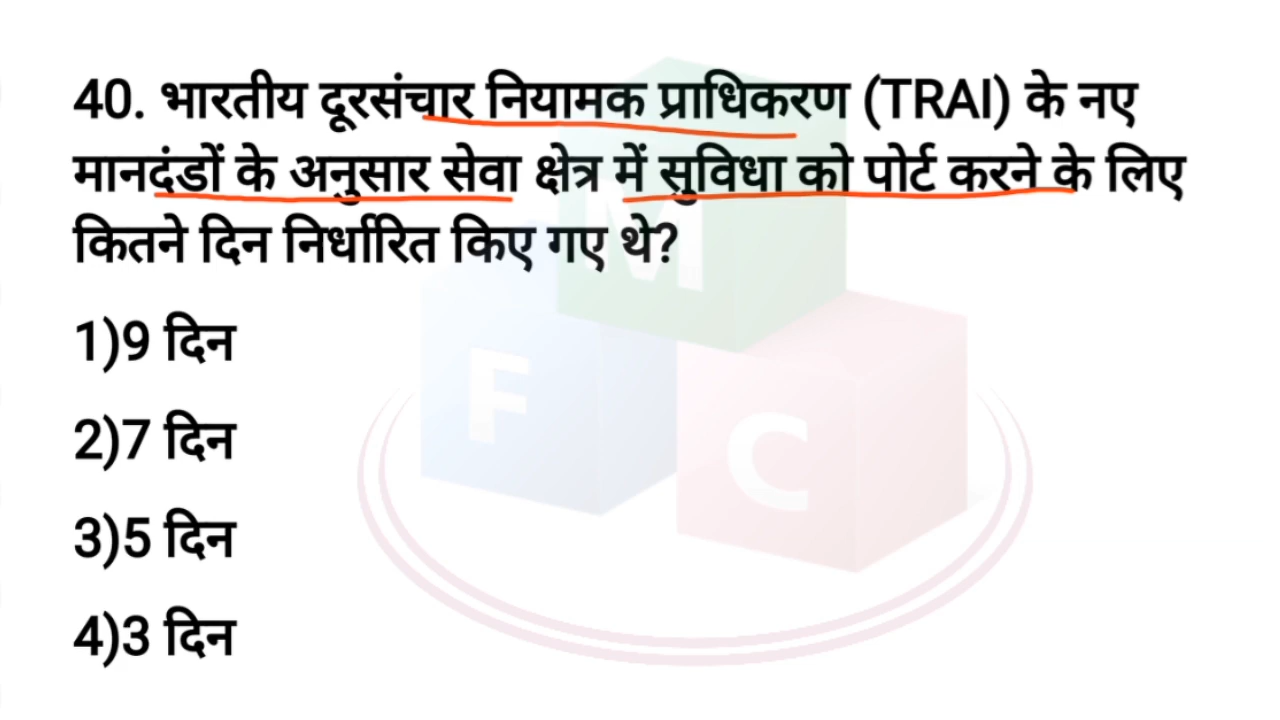 40. भारतीय दूरसंचार नियामक प्राधिकरण (TRAI) के नए
मानदंडों के अनुसार सेवा क्षेत्र में सुविधा को पोर्ट करने के लिए
कितने दिन निर्धारित किए गए थे?
1)9 दिन
2)7 दिन
3)5 दिन
4)3 दिन
M
F
C